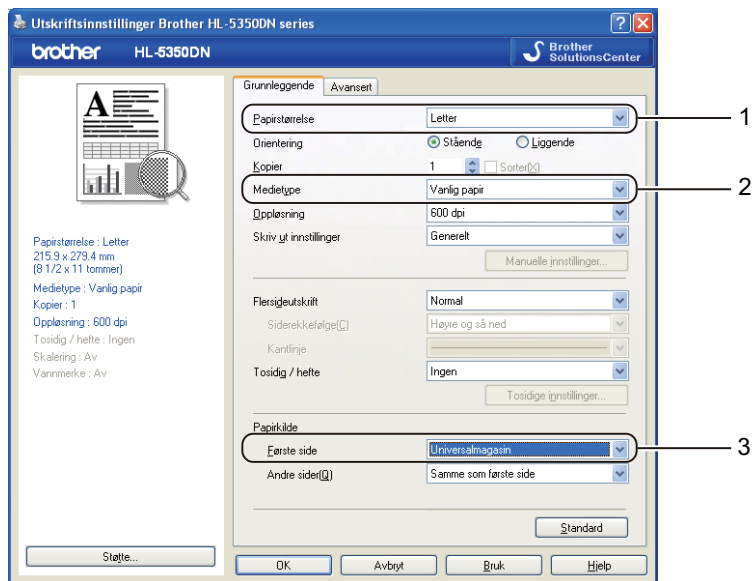 Utskriftsinnstillinger Brother HL-5350DN series
brother HL-5350DN
Brother
SolutionsCenter
Grunnleggende Avansert
A
Papirstørrelse Letter 1
Orientering Stående Liggende
Kopier 1 Sorter(X)
Medietype Vanlig papir 2
Oppløsning 600 dpi
Skriv ut innstillinger Generelt
Manuelle innstillinger...
Papirstørrelse : Letter
215.9 x 279.4 mm
(8 1/2 x 11 tommer)
Medietype : Vanlig papir
Kopier : 1
Oppløsning : 600 dpi
Tosidig / hefte : Ingen
Skalering : Av
Vannmerke : Av
Flersigeutskrift Normal
Siderekkefølge(C) Høyre og så ned
Kantlinje
Tosidig / hefte Ingen
Tosidige innstillinger...
Papirkilde
Første side Universalmagasin 3
Andre sider(Q) Samme som første side
Standard
Støtte...
OK Avbryt Bruk Hjelp